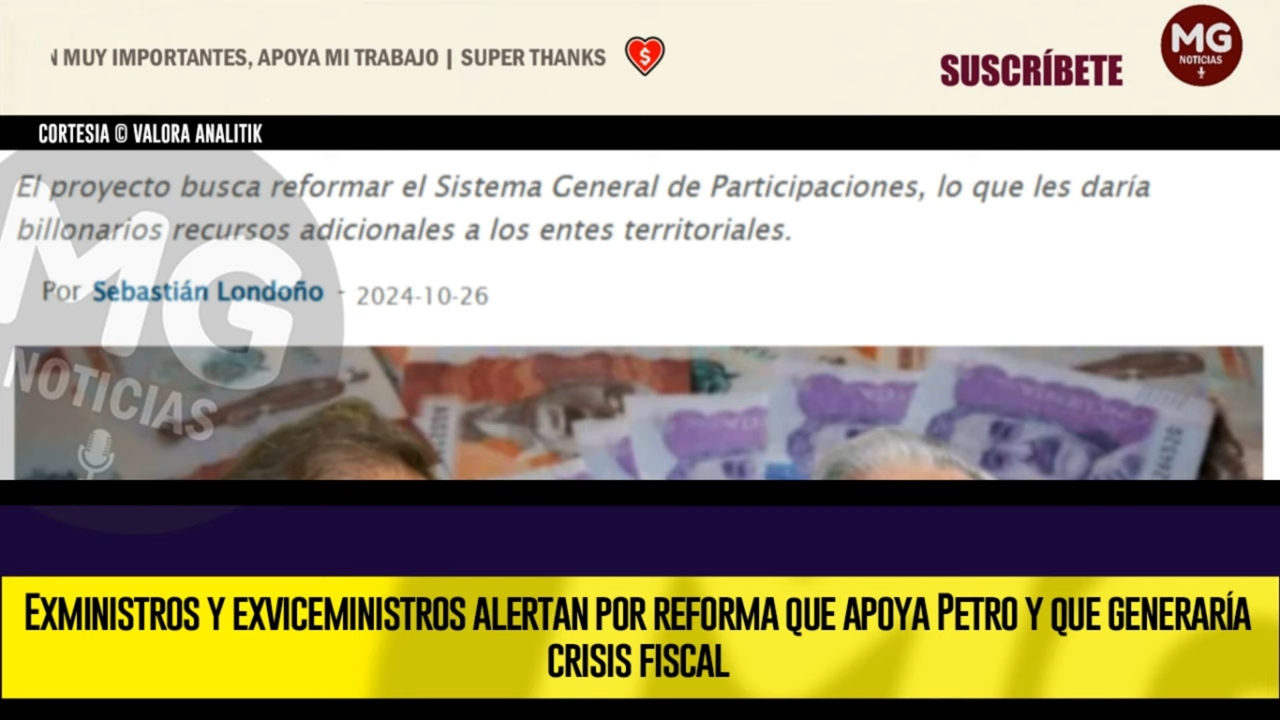 MUY IMPORTANTES, APOYA MI TRABAJO | SUPER THANKS
SUSCRÍBETE
MG
NOTICIAS
CORTESIA © VALORA ANALITIK
El proyecto busca reformar el Sistema General de Participaciones, lo que les daría
billonarios recursos adicionales a los entes territoriales.
Por Sebastián Londoño - 2024-10-26
MG
NOTICIAS
EXMINISTROS Y EXVICEMINISTROS ALERTAN POR REFORMA QUE APOYA PETRO Y QUE GENERARÍA
CRISIS FISCAL